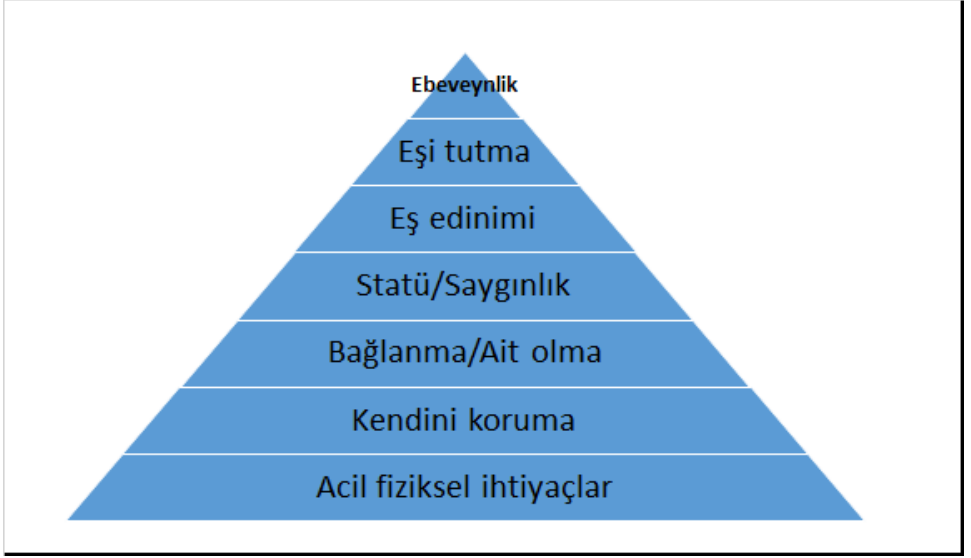 Ebeveynlik
Eşi tutma
Eş edinimi
Statü/Saygınlık
Bağlanma/Ait olma
Kendini koruma
Acil fiziksel ihtiyaçlar